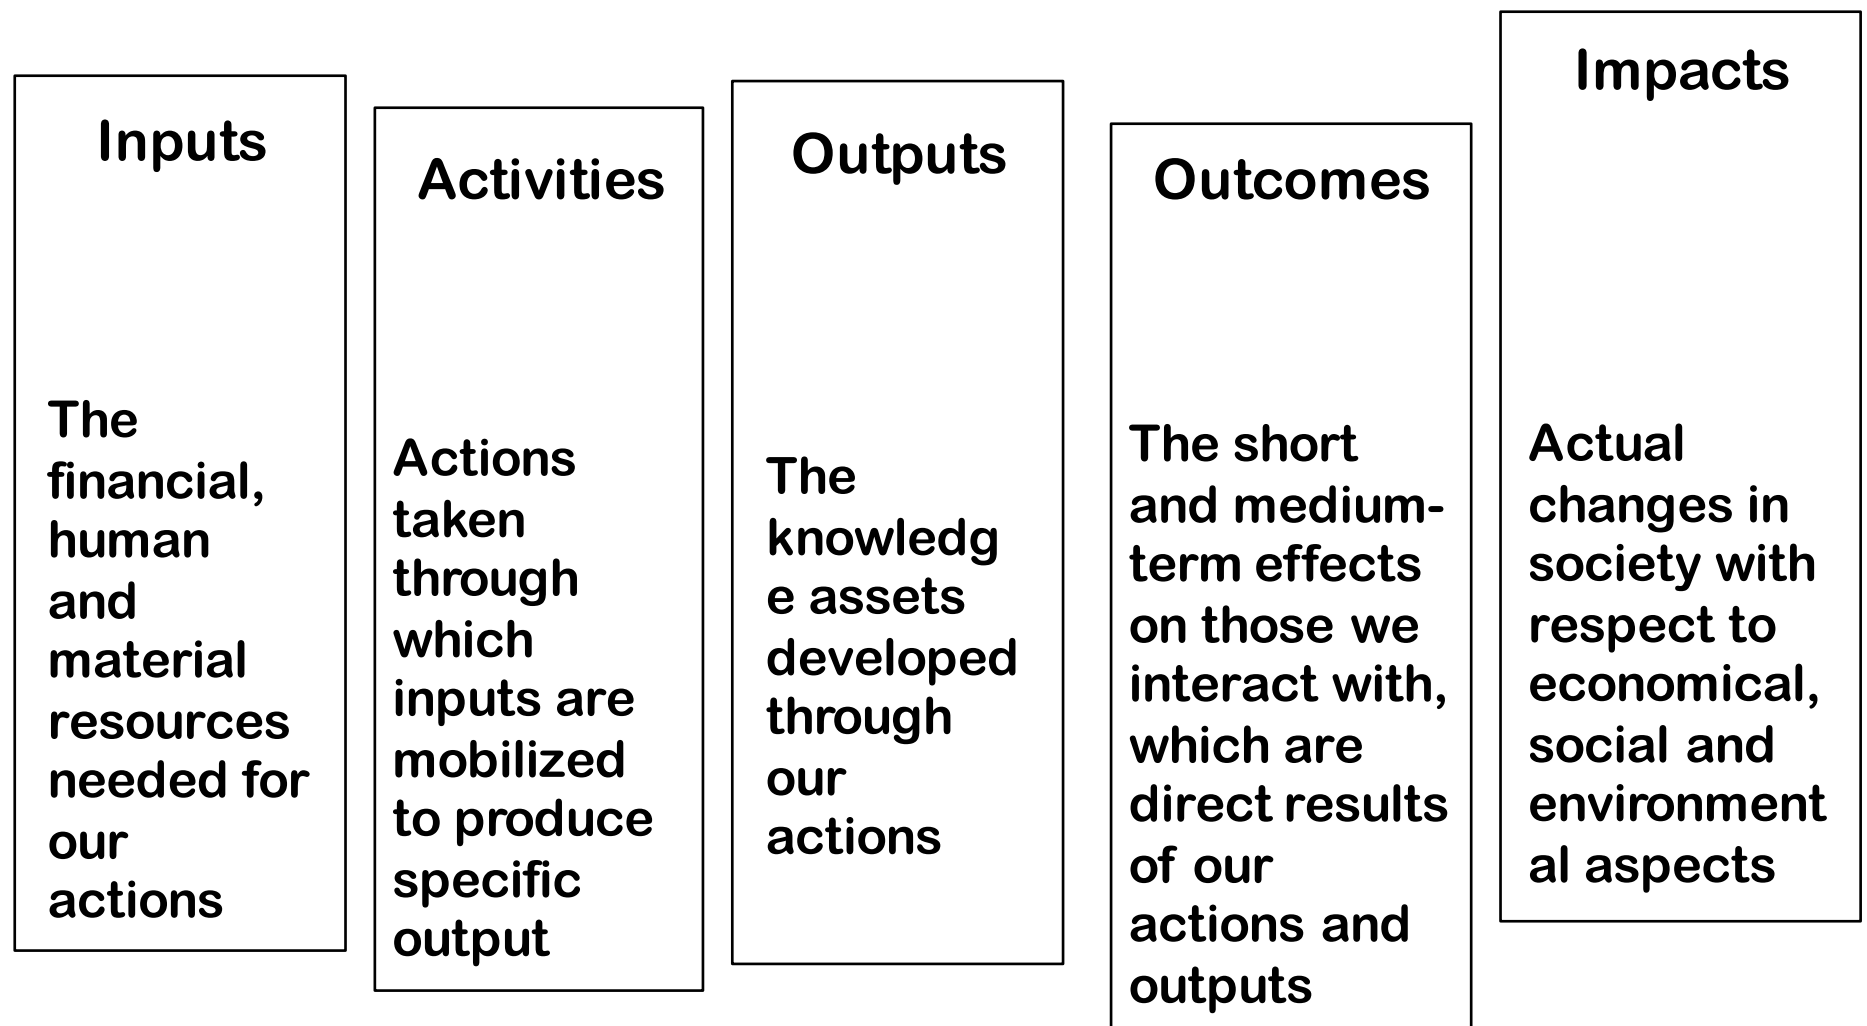 Inputs
The
financial,
human
and
material
resources
needed for
our
actions
Activities
Actions
taken
through
which
inputs are
mobilized
to produce
specific
output
Outputs
The
knowledg
e assets
developed
through
our
actions
Outcomes
The short
and medium-
term effects
on those we
interact with,
which are
direct results
of our
actions and
outputs
Impacts
Actual
changes in
society with
respect to
economical,
social and
environment
al aspects